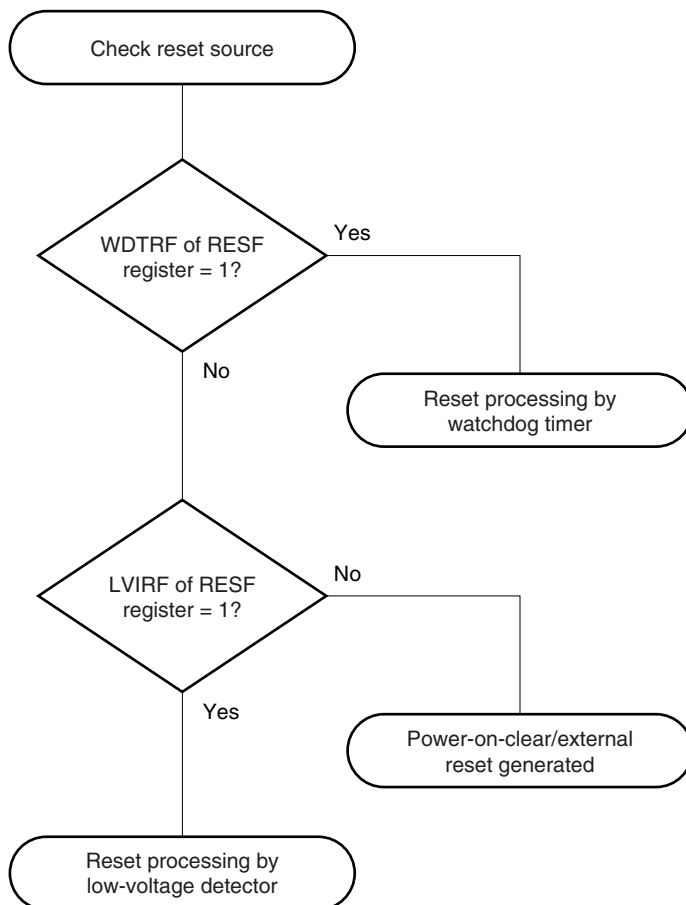 Check reset source
WDTRF of RESF
register = 1?
Yes
No
Reset processing by
watchdog timer
LVIRF of RESF
register = 1?
No
Yes
Power-on-clear/external
reset generated
Reset processing by
low-voltage detector